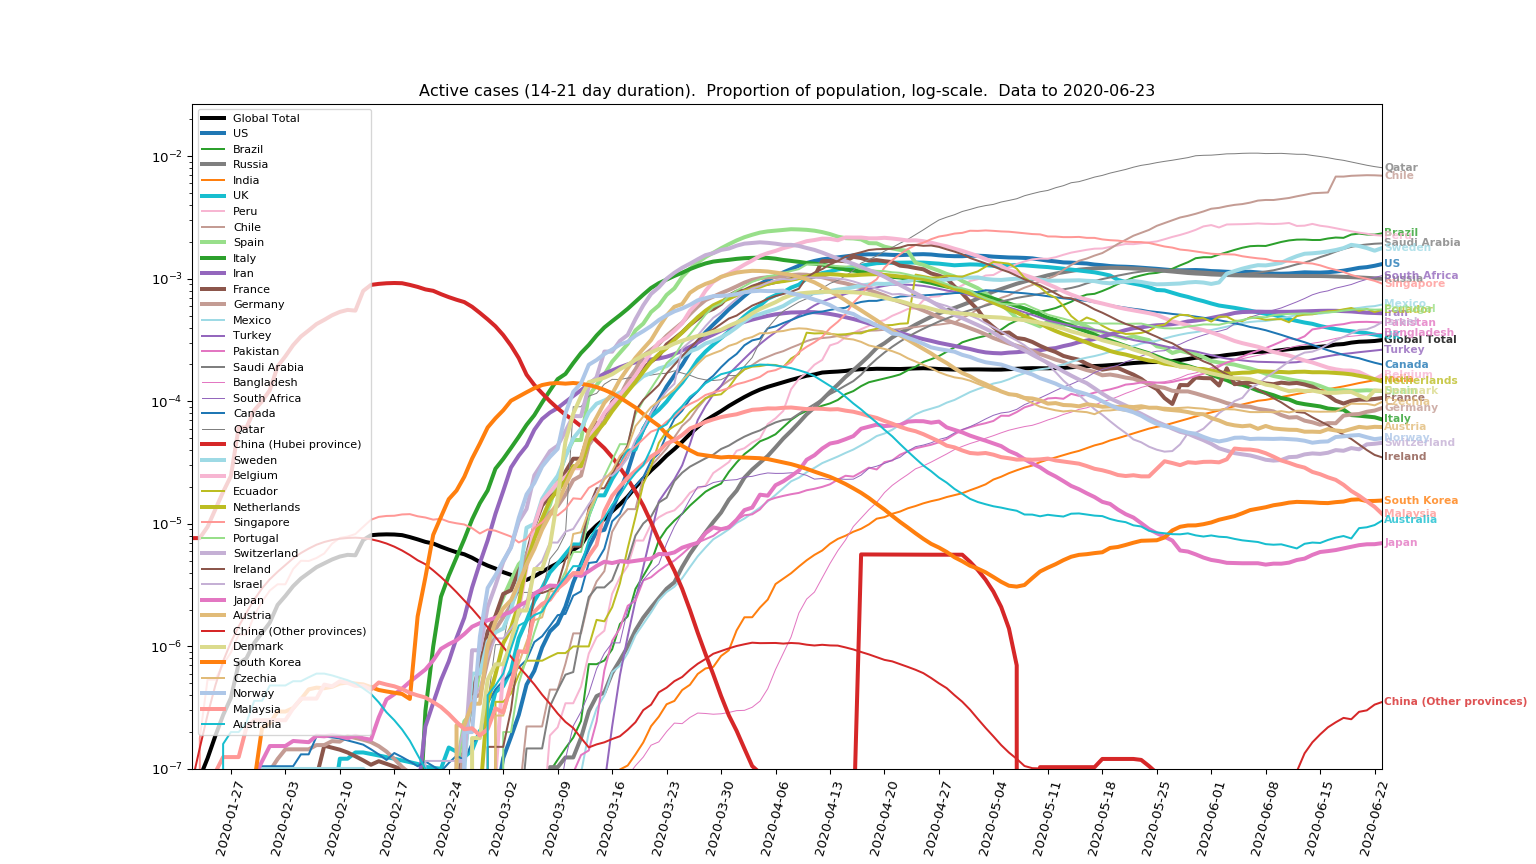 Active cases (14-21 day duration).  Proportion of population, log-scale.  Data to 2020-06-23
Global Total
US
Brazil
Russia
India
UK
Peru
Chile
Spain
Italy
Iran
France
Germany
Mexico
Turkey
Pakistan
Saudi Arabia
Bangladesh
South Africa
Canada
Qatar
China (Hubei province)
Sweden
Belgium
Ecuador
Netherlands
Singapore
Portugal
Switzerland
Ireland
Israel
Japan
Austria
China (Other provinces)
Denmark
South Korea
Czechia
Norway
Malaysia
Australia
10⁻²
10⁻³
10⁻⁴
10⁻⁵
10⁻⁶
10⁻⁷
Qatar
Chile
Brazil
Saudi Arabia
Sweden
US
South Africa
Russia
Singapore
Mexico
Iran
Pakistan
Bangladesh
Global Total
Turkey
Canada
Belgium
Netherlands
Denmark
France
Germany
Italy
Austria
Norway
Switzerland
Ireland
South Korea
Malaysia
Australia
Japan
China (Other provinces)
2020-01-27
2020-02-03
2020-02-10
2020-02-17
2020-02-24
2020-03-02
2020-03-09
2020-03-16
2020-03-23
2020-03-30
2020-04-06
2020-04-13
2020-04-20
2020-04-27
2020-05-04
2020-05-11
2020-05-18
2020-05-25
2020-06-01
2020-06-08
2020-06-15
2020-06-22